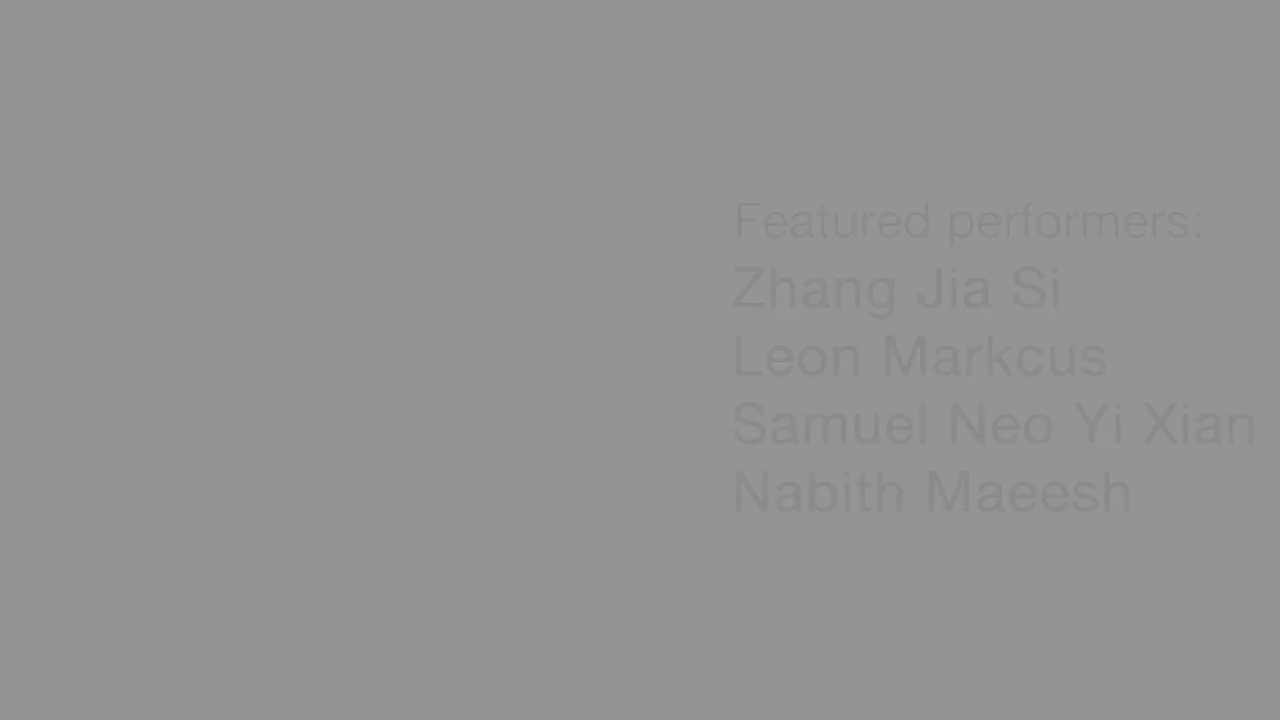 Featured performers:
Zhang Jia Si
Leon Markcus
Samuel Neo Yi Xian
Nabith Maeesh